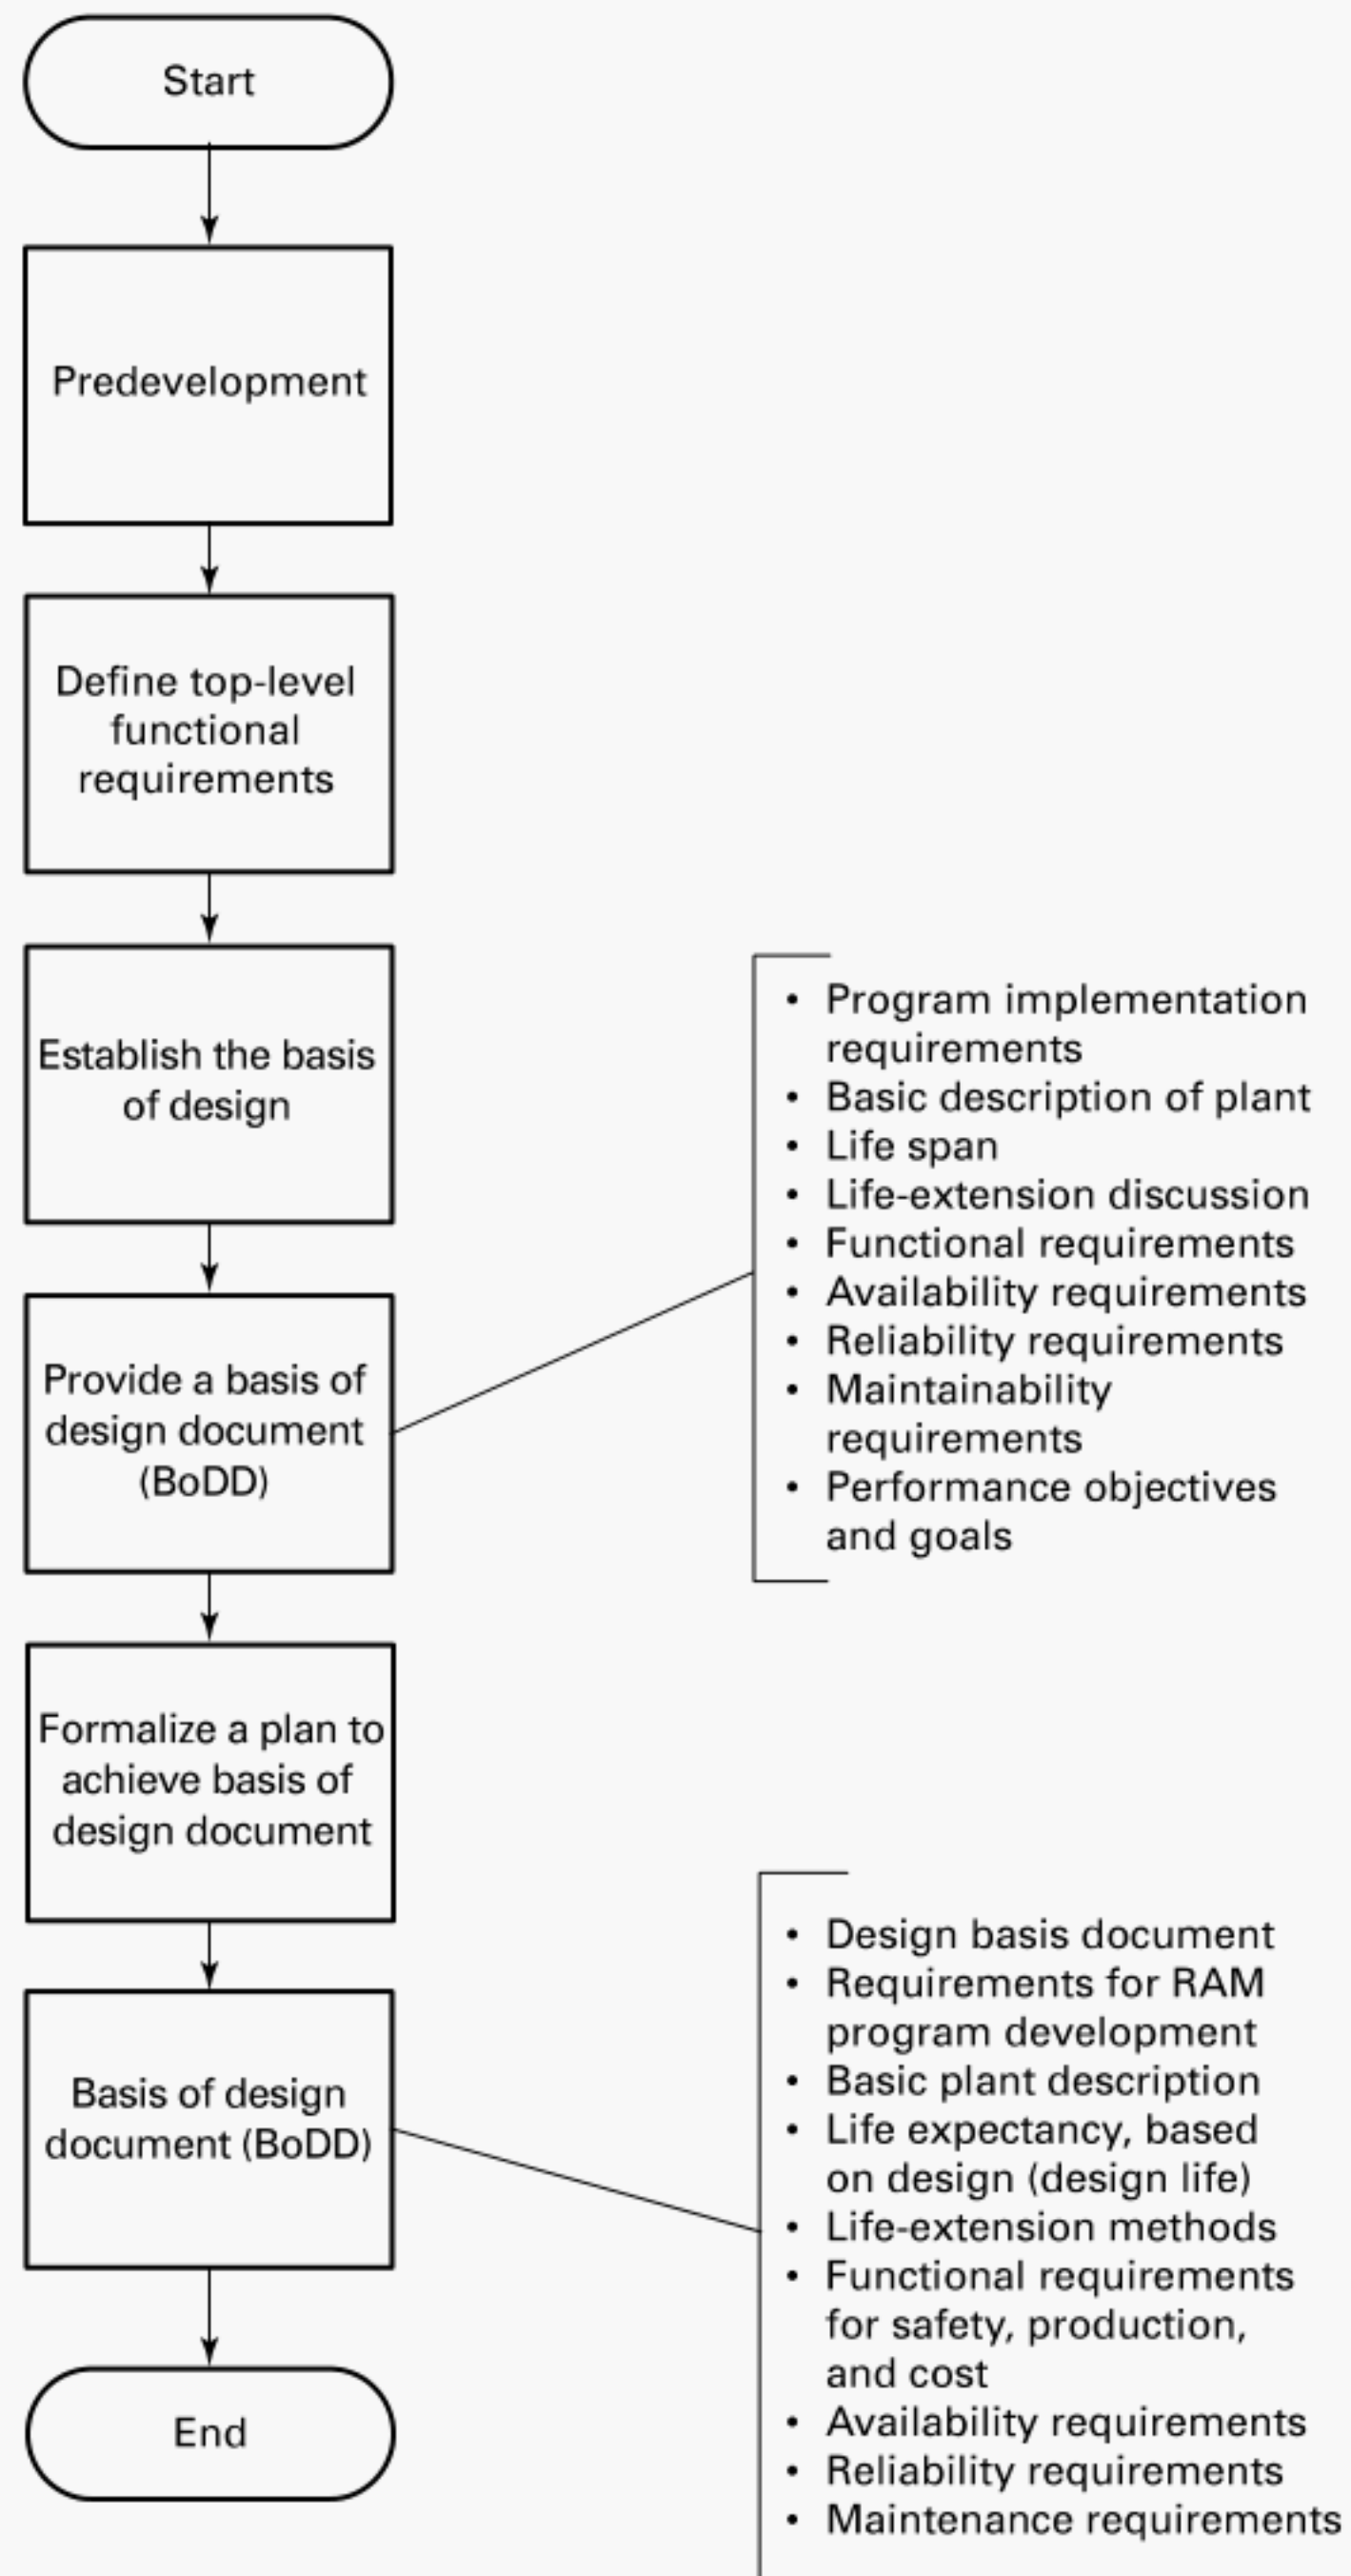 Start
Predevelopment
Define top-level
functional
requirements
Establish the basis
of design
Provide a basis of
design document
(BoDD)
• Program implementation
requirements
• Basic description of plant
• Life span
• Life-extension discussion
• Functional requirements
• Availability requirements
• Reliability requirements
• Maintainability
requirements
• Performance objectives
and goals
Formalize a plan to
achieve basis of
design document
Basis of design
document (BoDD)
• Design basis document
• Requirements for RAM
program development
• Basic plant description
• Life expectancy, based
on design (design life)
• Life-extension methods
• Functional requirements
for safety, production,
and cost
• Availability requirements
• Reliability requirements
• Maintenance requirements
End